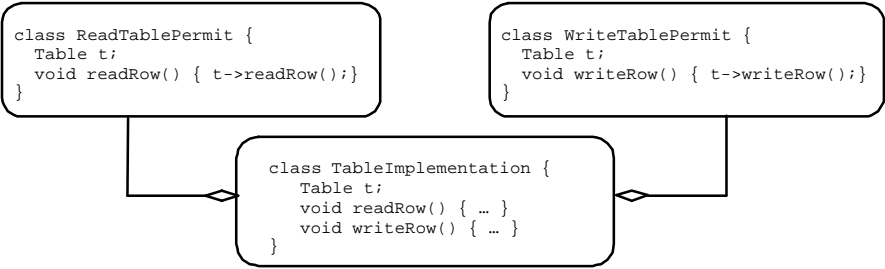 class ReadTablePermit {
  Table t;
  void readRow() { t->readRow();}
}
class WriteTablePermit {
  Table t;
  void writeRow() { t->writeRow();}
}
class TableImplementation {
   Table t;
   void readRow() { … }
   void writeRow() { … }
}